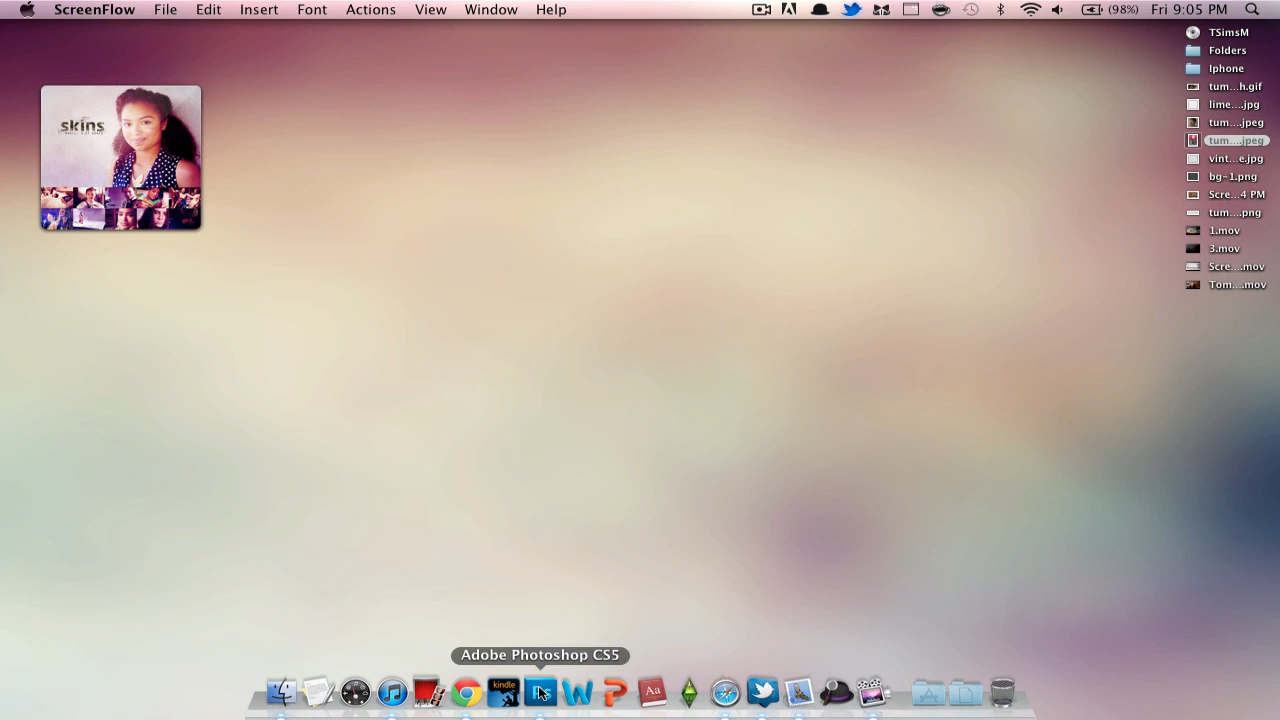 ScreenFlow File Edit Insert Font Actions View Window Help (98%) Fri 9:05 PM
TSimsM
Folders
Iphone
tum...h.gif
lime....jpg
tum....jpeg
tum....jpeg
vint...e.jpg
bg-1.png
Scre...4 PM
tum....png
1.mov
3.mov
Scre....mov
Tom....mov
skins
Adobe Photoshop CS5
kindle
Aa